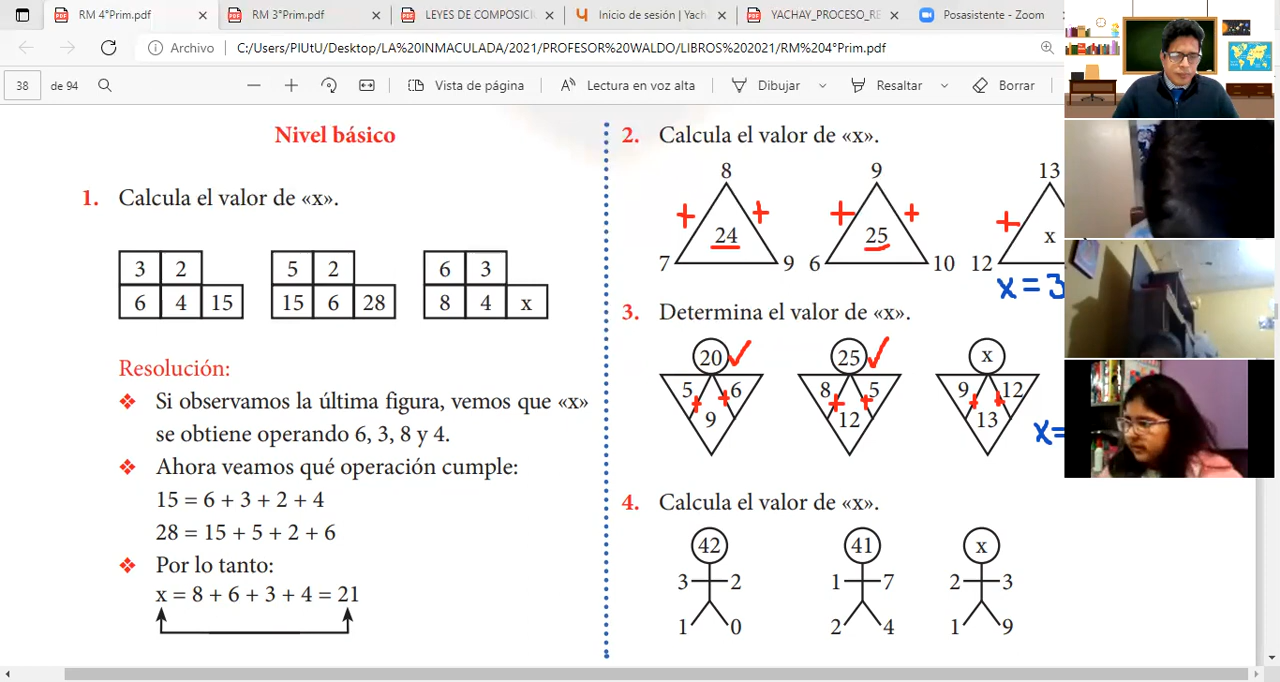 RM 4°Prim.pdf
RM 3°Prim.pdf
LEYES DE COMPOSICI
Inicio de sesión | Yach
YACHAY_PROCESO_RE
Posasistente - Zoom
Archivo
C:/Users/PIUtU/Desktop/LA%20INMACULADA/2021/PROFESOR%20WALDO/LIBROS%202021/RM%204°Prim.pdf
38 de 94
Vista de página
Lectura en voz alta
Dibujar
Resaltar
Borrar
Nivel básico
1. Calcula el valor de «x».
3 2
6 4 15
5 2
15 6 28
6 3
8 4 x
Resolución:
Si observamos la última figura, vemos que «x»
se obtiene operando 6, 3, 8 y 4.
Ahora veamos qué operación cumple:
15 = 6 + 3 + 2 + 4
28 = 15 + 5 + 2 + 6
Por lo tanto:
x = 8 + 6 + 3 + 4 = 21
2. Calcula el valor de «x».
8 9 13
+ + + + +
24 25 x
7 9 6 10 12
x = 3
3. Determina el valor de «x».
20 25 x
5 6 8 5 9 12
+ + + + + +
9 12 13
x=
4. Calcula el valor de «x».
42 41 x
3 2 1 7 2 3
1 0 2 4 1 9